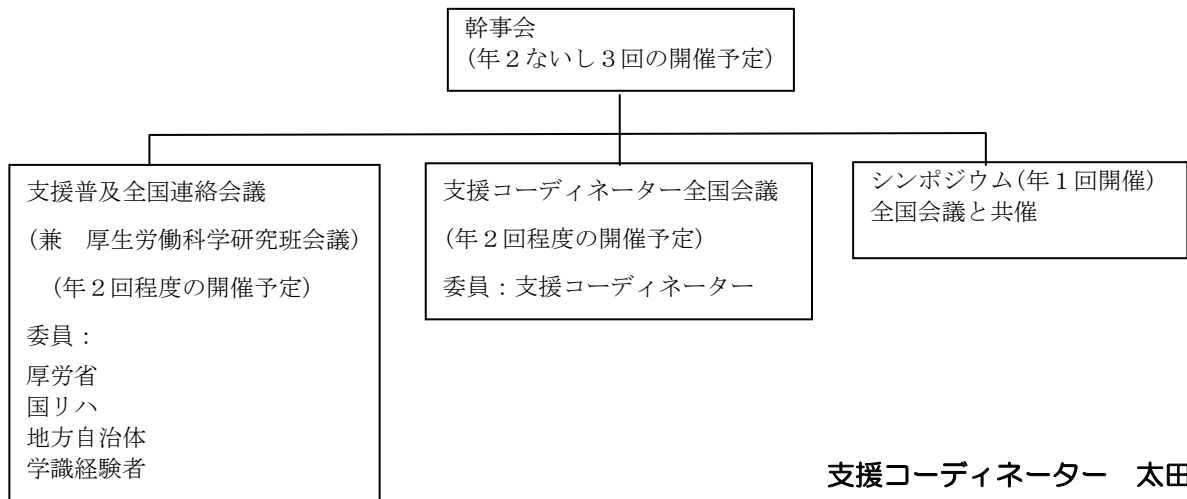 幹事会
(年２ないし３回の開催予定)
支援普及全国連絡会議
(兼　厚生労働科学研究班会議)
(年２回程度の開催予定)
委員：
厚労省
国リハ
地方自治体
学識経験者
支援コーディネーター全国会議
(年２回程度の開催予定)
委員：支援コーディネーター
シンポジウム(年１回開催)
全国会議と共催
支援コーディネーター　太田